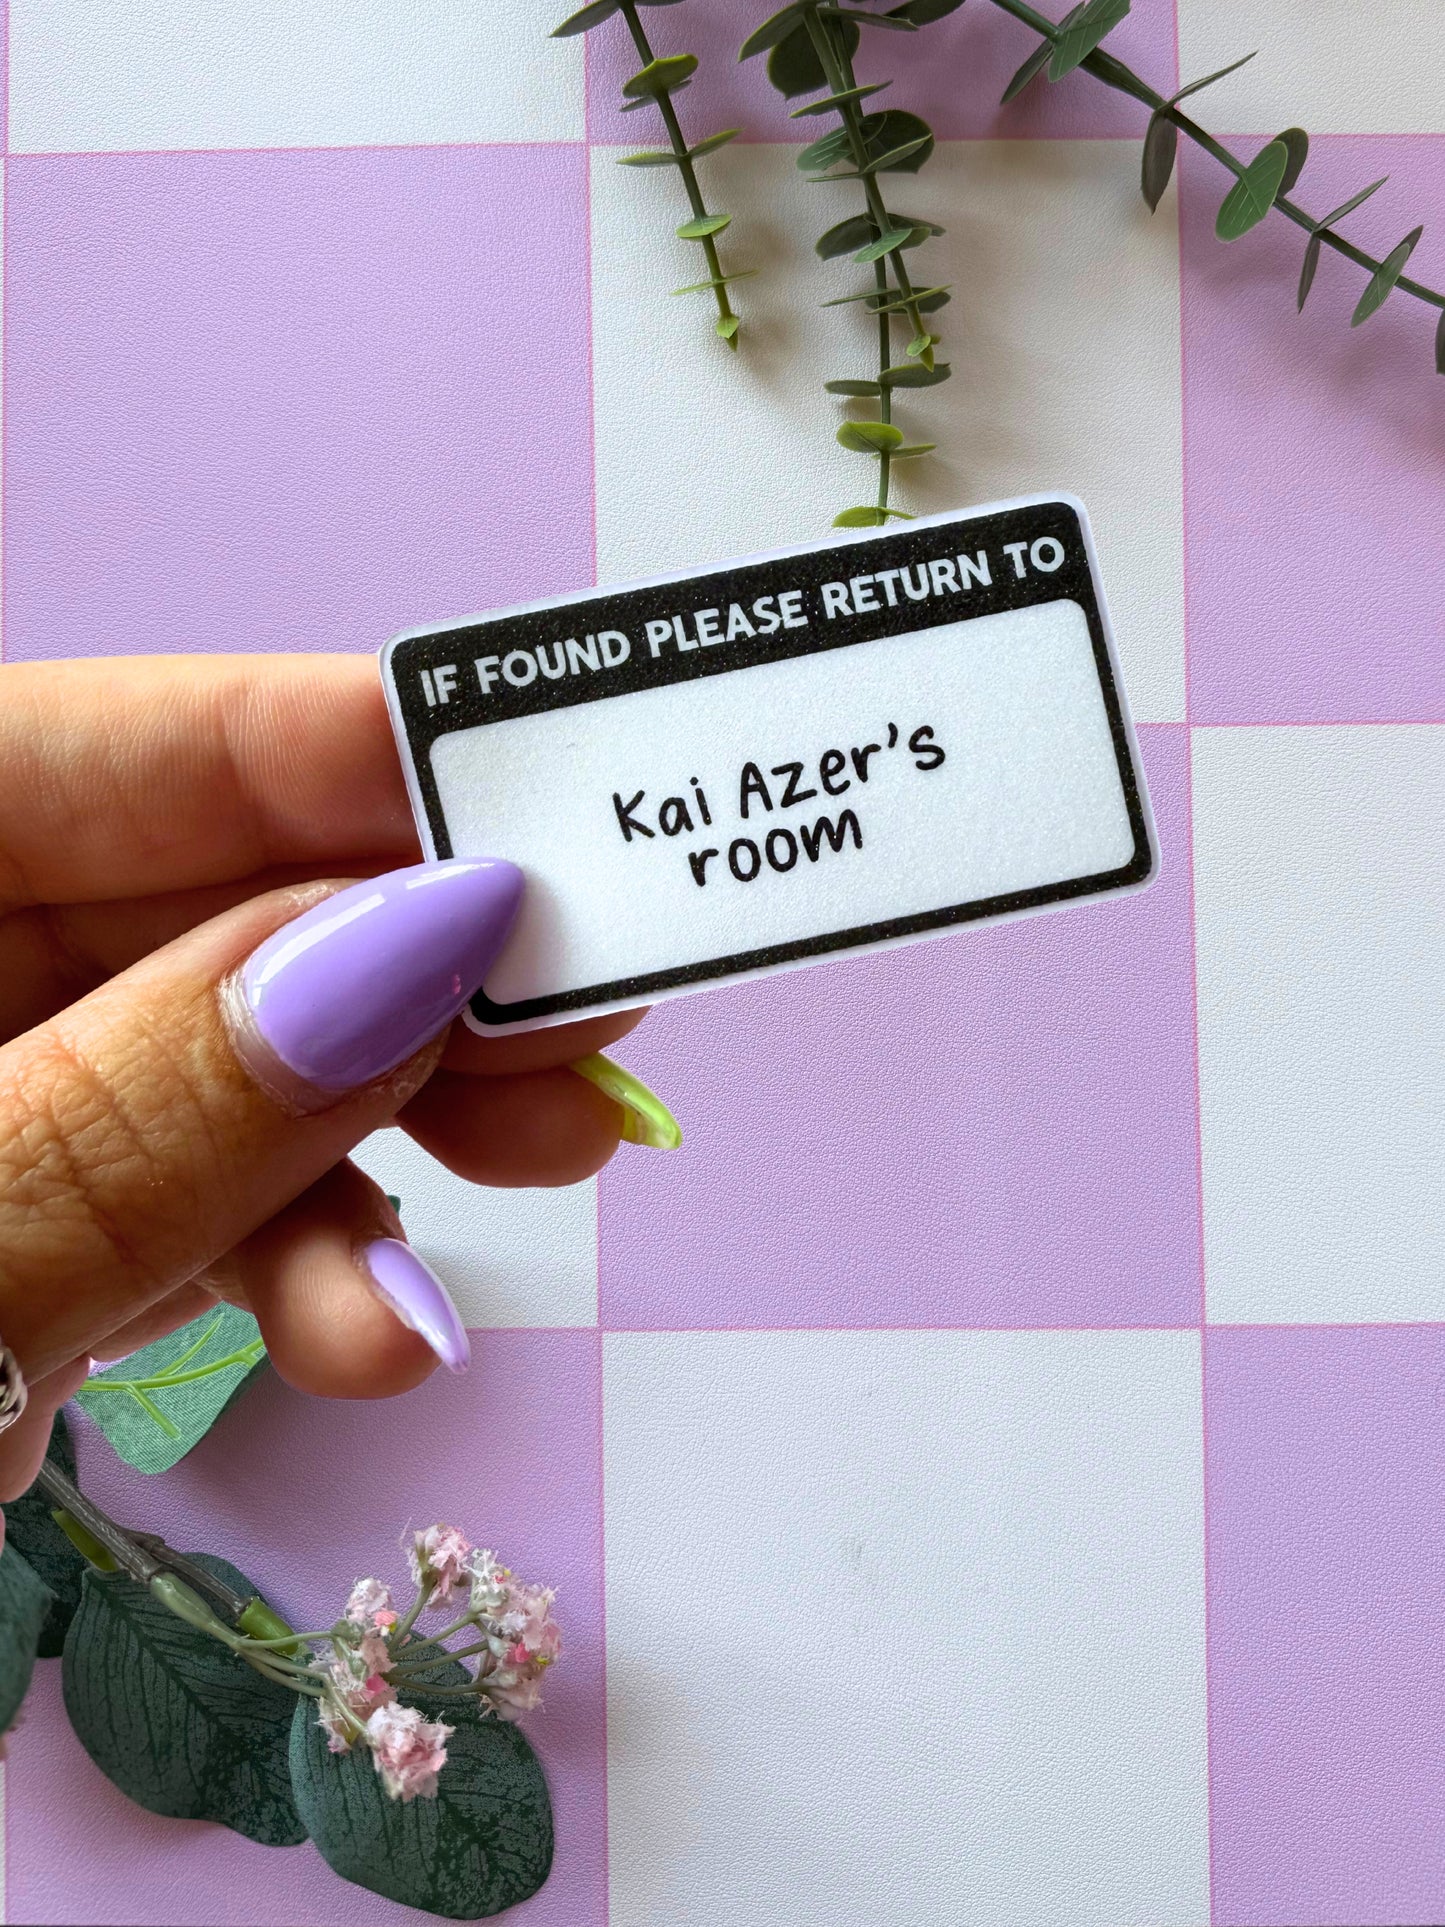 IF FOUND PLEASE RETURN TO
Kai Azer's
room